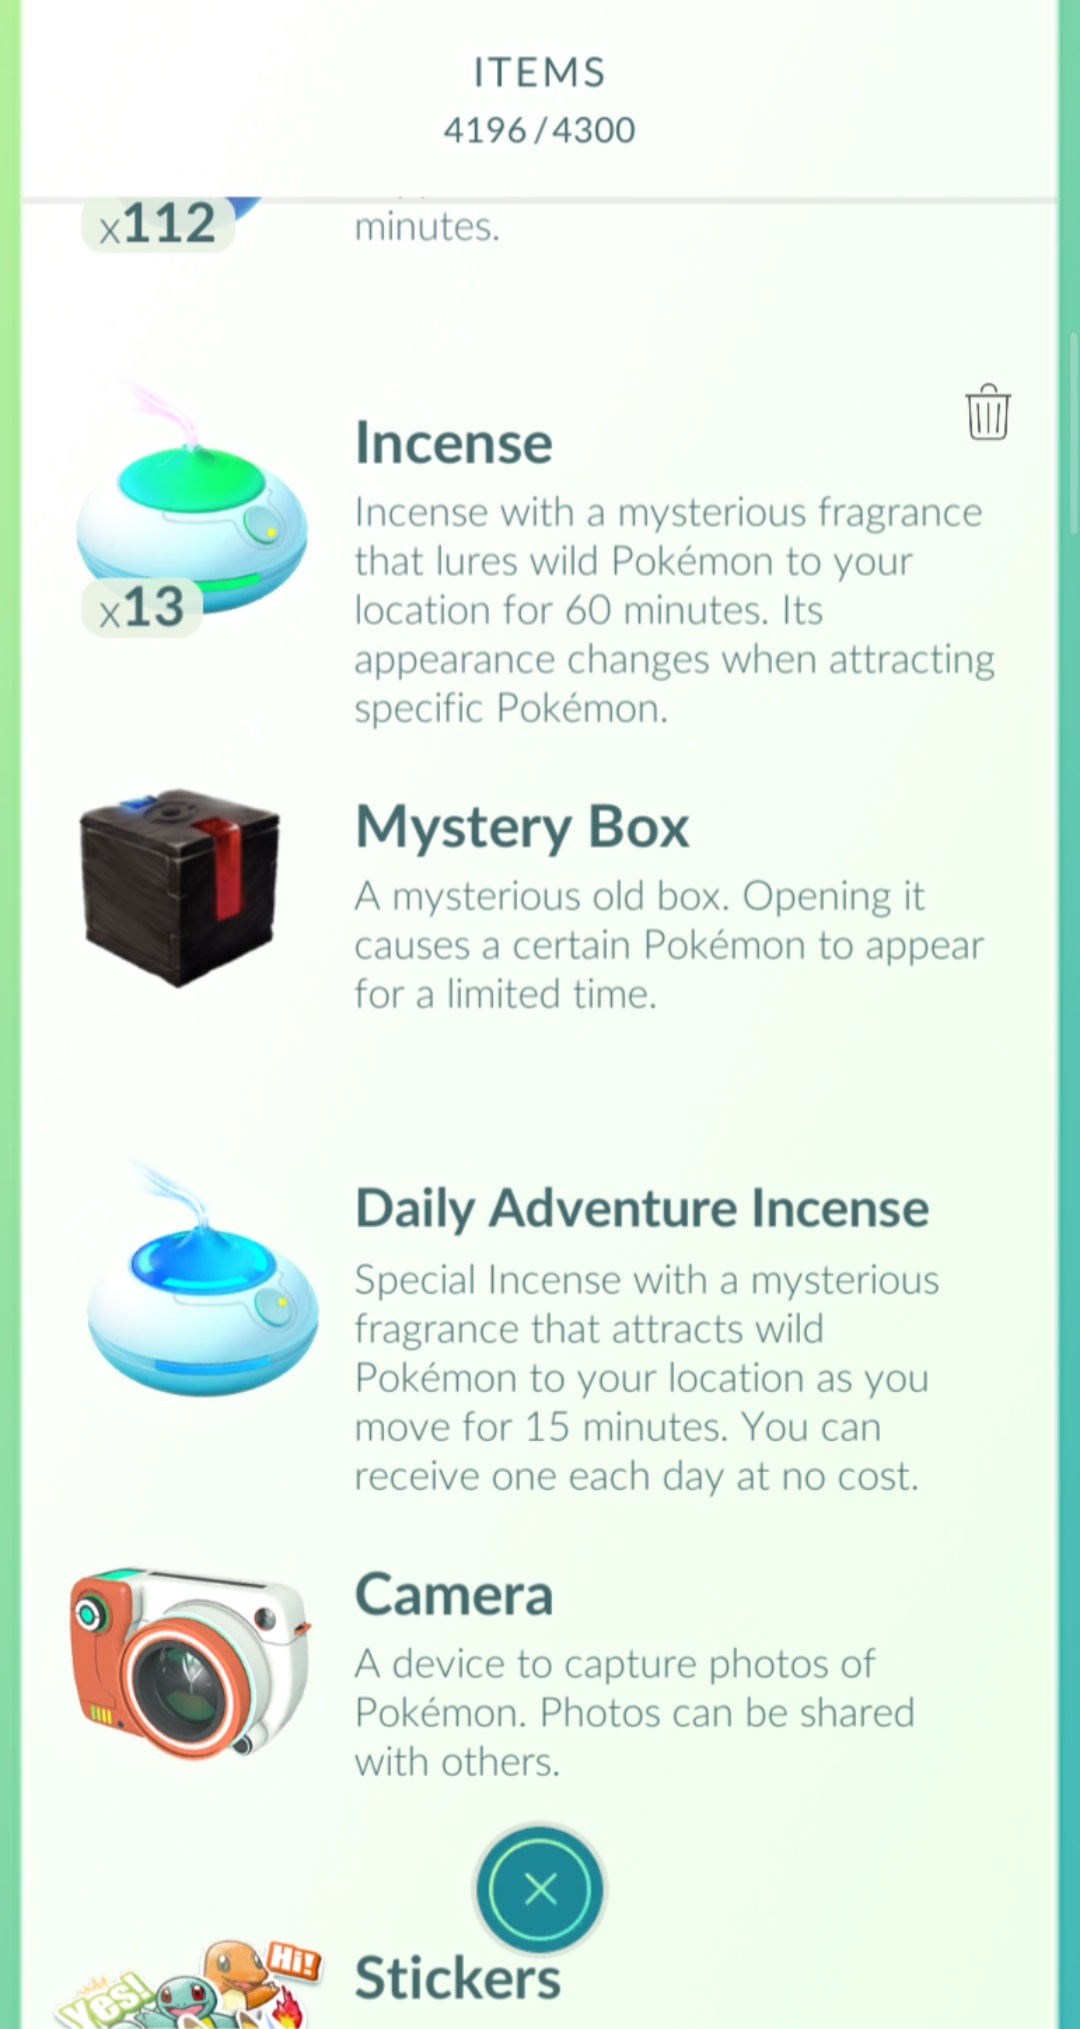 ITEMS
4196/4300
x112
minutes.
Incense
Incense with a mysterious fragrance
that lures wild Pokémon to your
location for 60 minutes. Its
appearance changes when attracting
specific Pokémon.
x13
Mystery Box
A mysterious old box. Opening it
causes a certain Pokémon to appear
for a limited time.
Daily Adventure Incense
Special Incense with a mysterious
fragrance that attracts wild
Pokémon to your location as you
move for 15 minutes. You can
receive one each day at no cost.
Camera
A device to capture photos of
Pokémon. Photos can be shared
with others.
Hi!
Yes!
Stickers